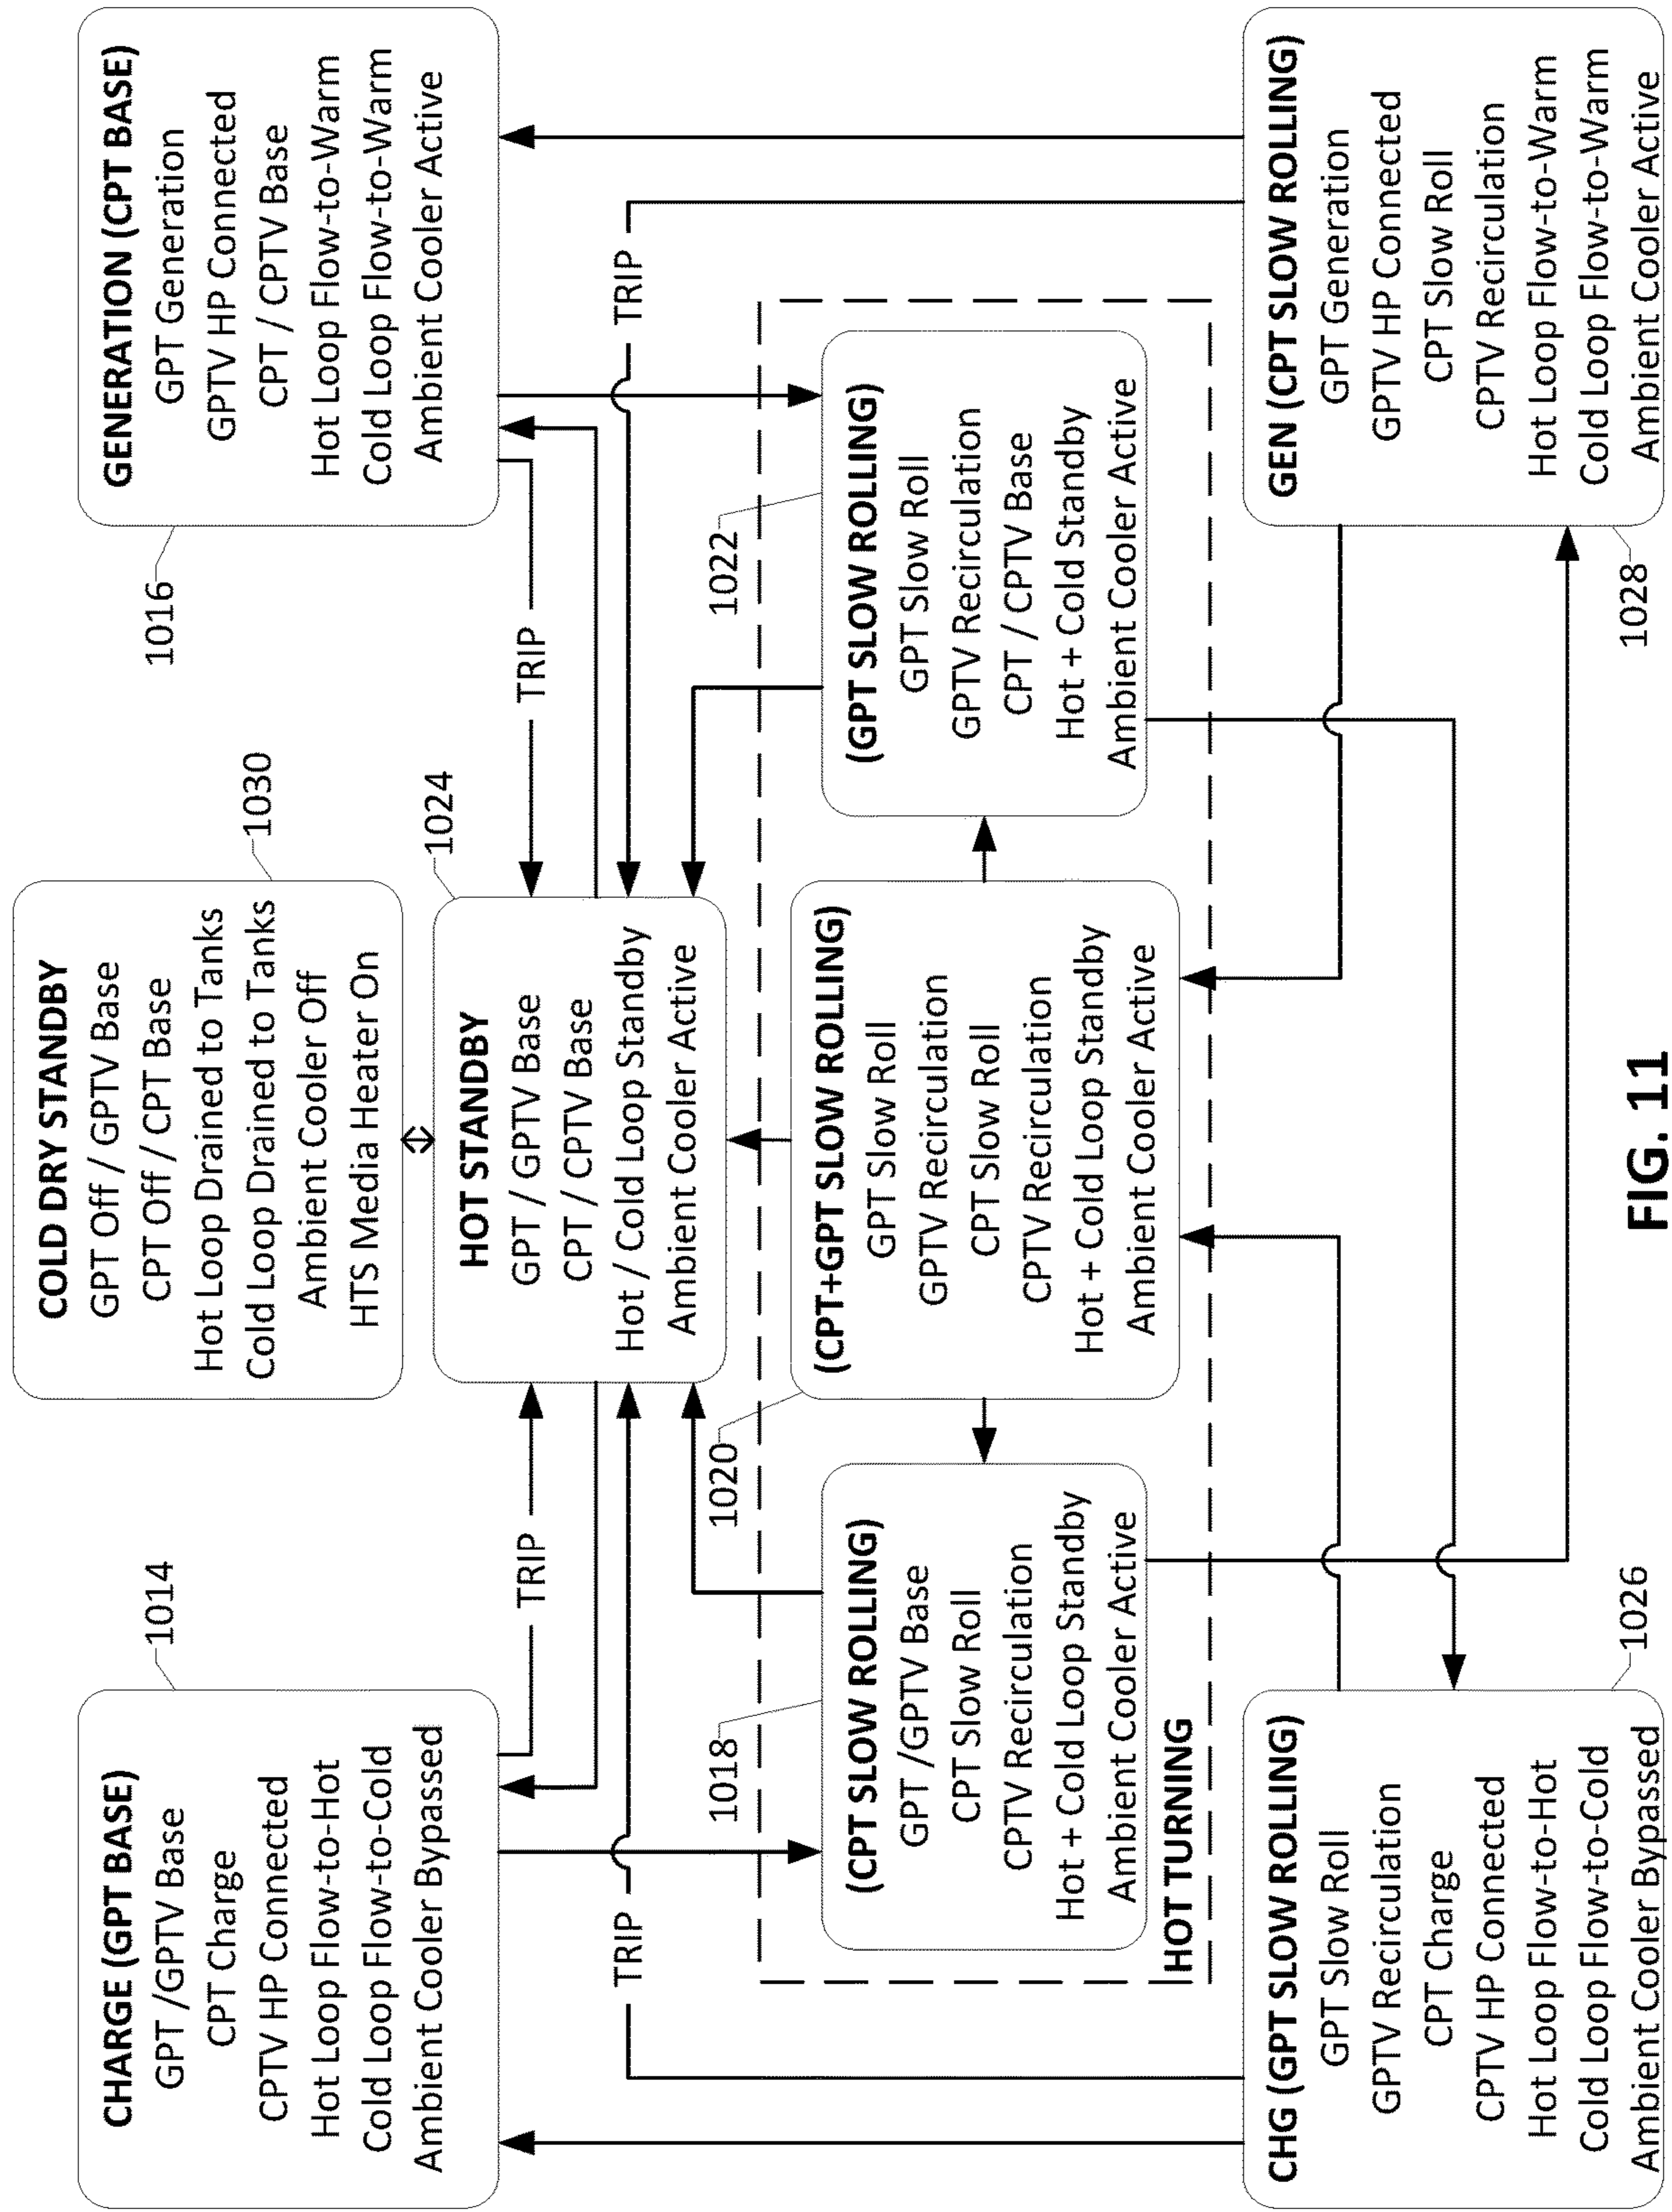 CHARGE (GPT BASE)
GPT /GPTV Base
CPT Charge
CPTV HP Connected
Hot Loop Flow-to-Hot
Cold Loop Flow-to-Cold
Ambient Cooler Bypassed
1014
COLD DRY STANDBY
GPT Off / GPTV Base
CPT Off / CPT Base
Hot Loop Drained to Tanks
Cold Loop Drained to Tanks
Ambient Cooler Off
HTS Media Heater On
1030
GENERATION (CPT BASE)
GPT Generation
GPTV HP Connected
CPT / CPTV Base
Hot Loop Flow-to-Warm
Cold Loop Flow-to-Warm
Ambient Cooler Active
1016
HOT STANDBY
GPT / GPTV Base
CPT / CPTV Base
Hot / Cold Loop Standby
Ambient Cooler Active
1024
TRIP
TRIP
TRIP
TRIP
1018
(CPT SLOW ROLLING)
GPT /GPTV Base
CPT Slow Roll
CPTV Recirculation
Hot + Cold Loop Standby
Ambient Cooler Active
1020
(CPT+GPT SLOW ROLLING)
GPT Slow Roll
GPTV Recirculation
CPT Slow Roll
CPTV Recirculation
Hot + Cold Loop Standby
Ambient Cooler Active
1022
(GPT SLOW ROLLING)
GPT Slow Roll
GPTV Recirculation
CPT / CPTV Base
Hot + Cold Standby
Ambient Cooler Active
HOT TURNING
CHG (GPT SLOW ROLLING)
GPT Slow Roll
GPTV Recirculation
CPT Charge
CPTV HP Connected
Hot Loop Flow-to-Hot
Cold Loop Flow-to-Cold
Ambient Cooler Bypassed
1026
GEN (CPT SLOW ROLLING)
GPT Generation
GPTV HP Connected
CPT Slow Roll
CPTV Recirculation
Hot Loop Flow-to-Warm
Cold Loop Flow-to-Warm
Ambient Cooler Active
1028
FIG. 11